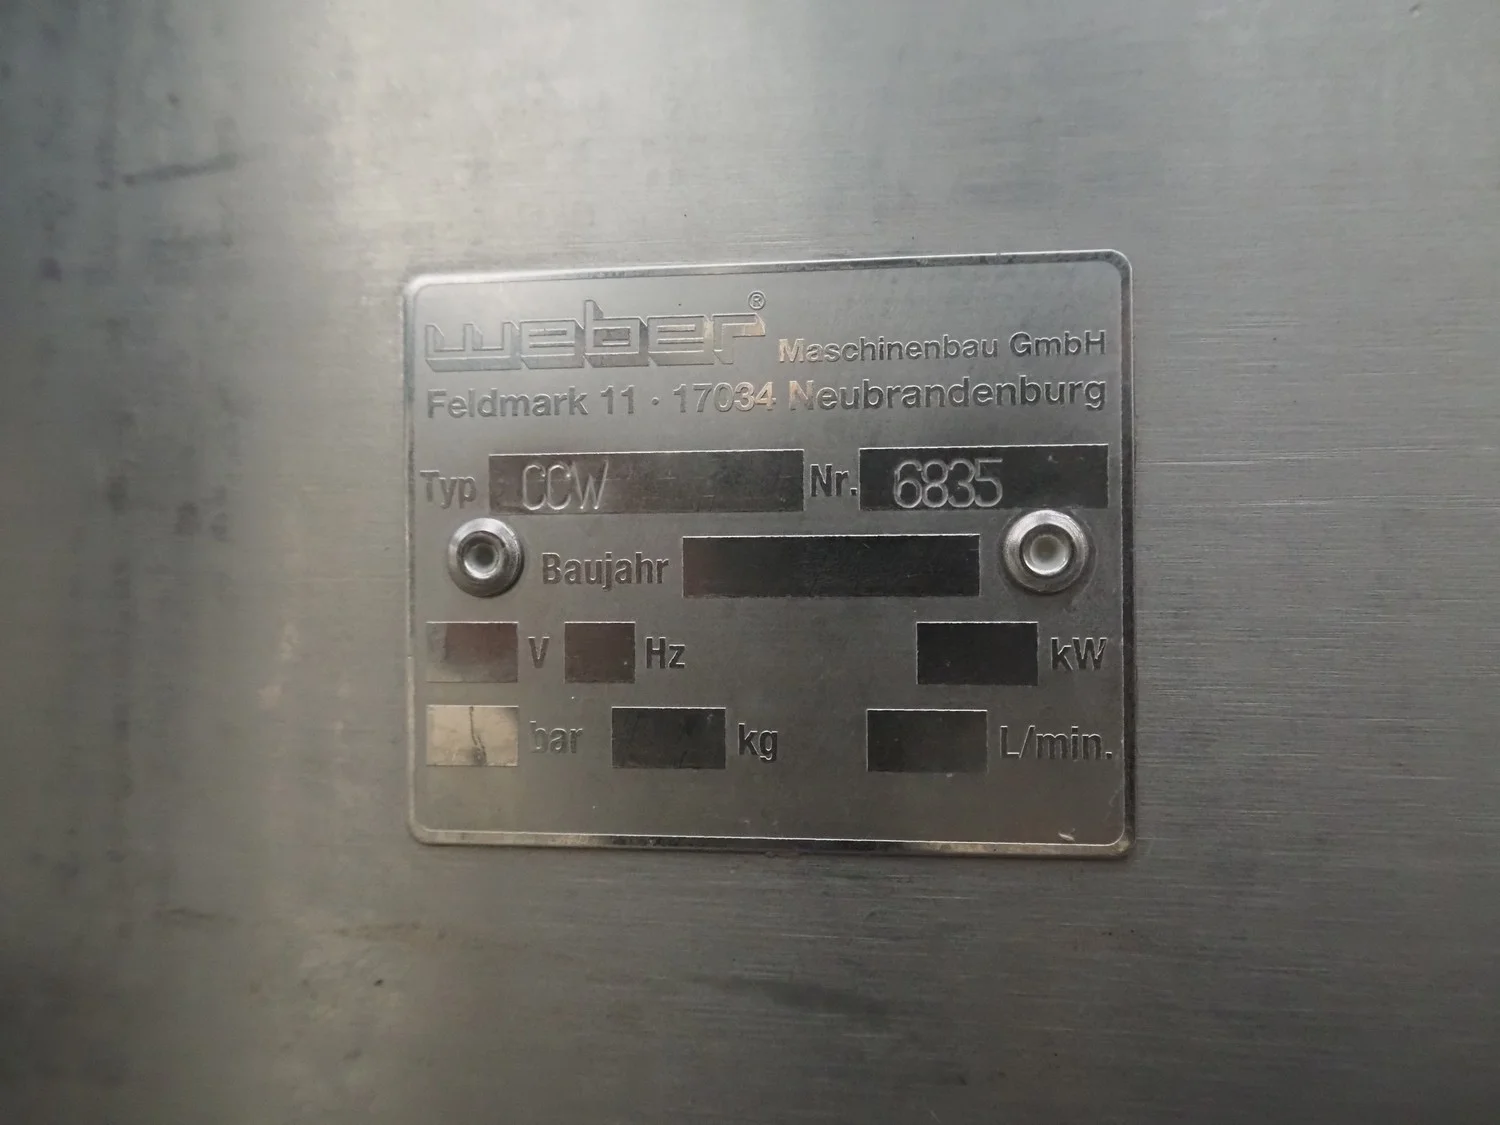 weber® Maschinenbau GmbH
Feldmark 11 · 17034 Neubrandenburg
Typ CCW Nr. 6835
Baujahr
V Hz kW
bar kg L/min.